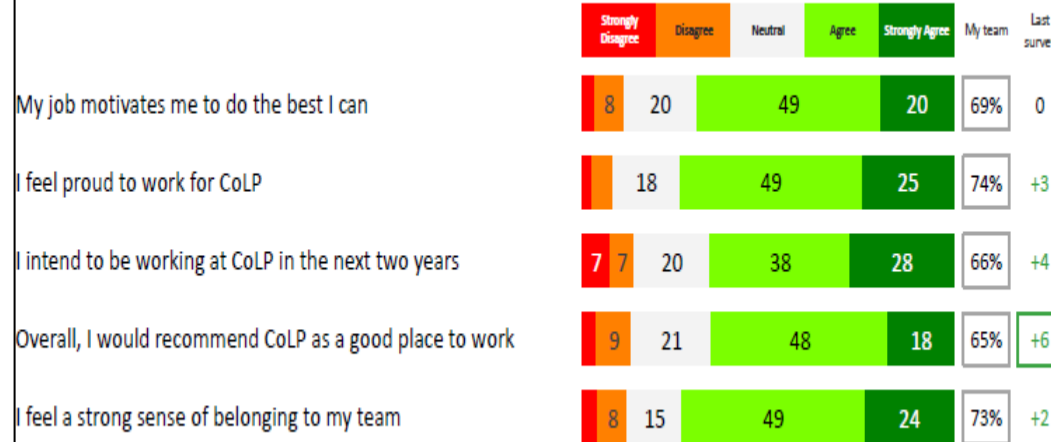 Strongly Disagree Disagree Neutral Agree Strongly Agree My team Last surve
My job motivates me to do the best I can 8 20 49 20 69% 0
I feel proud to work for CoLP 18 49 25 74% +3
I intend to be working at CoLP in the next two years 7 7 20 38 28 66% +4
Overall, I would recommend CoLP as a good place to work 9 21 48 18 65% +6
I feel a strong sense of belonging to my team 8 15 49 24 73% +2